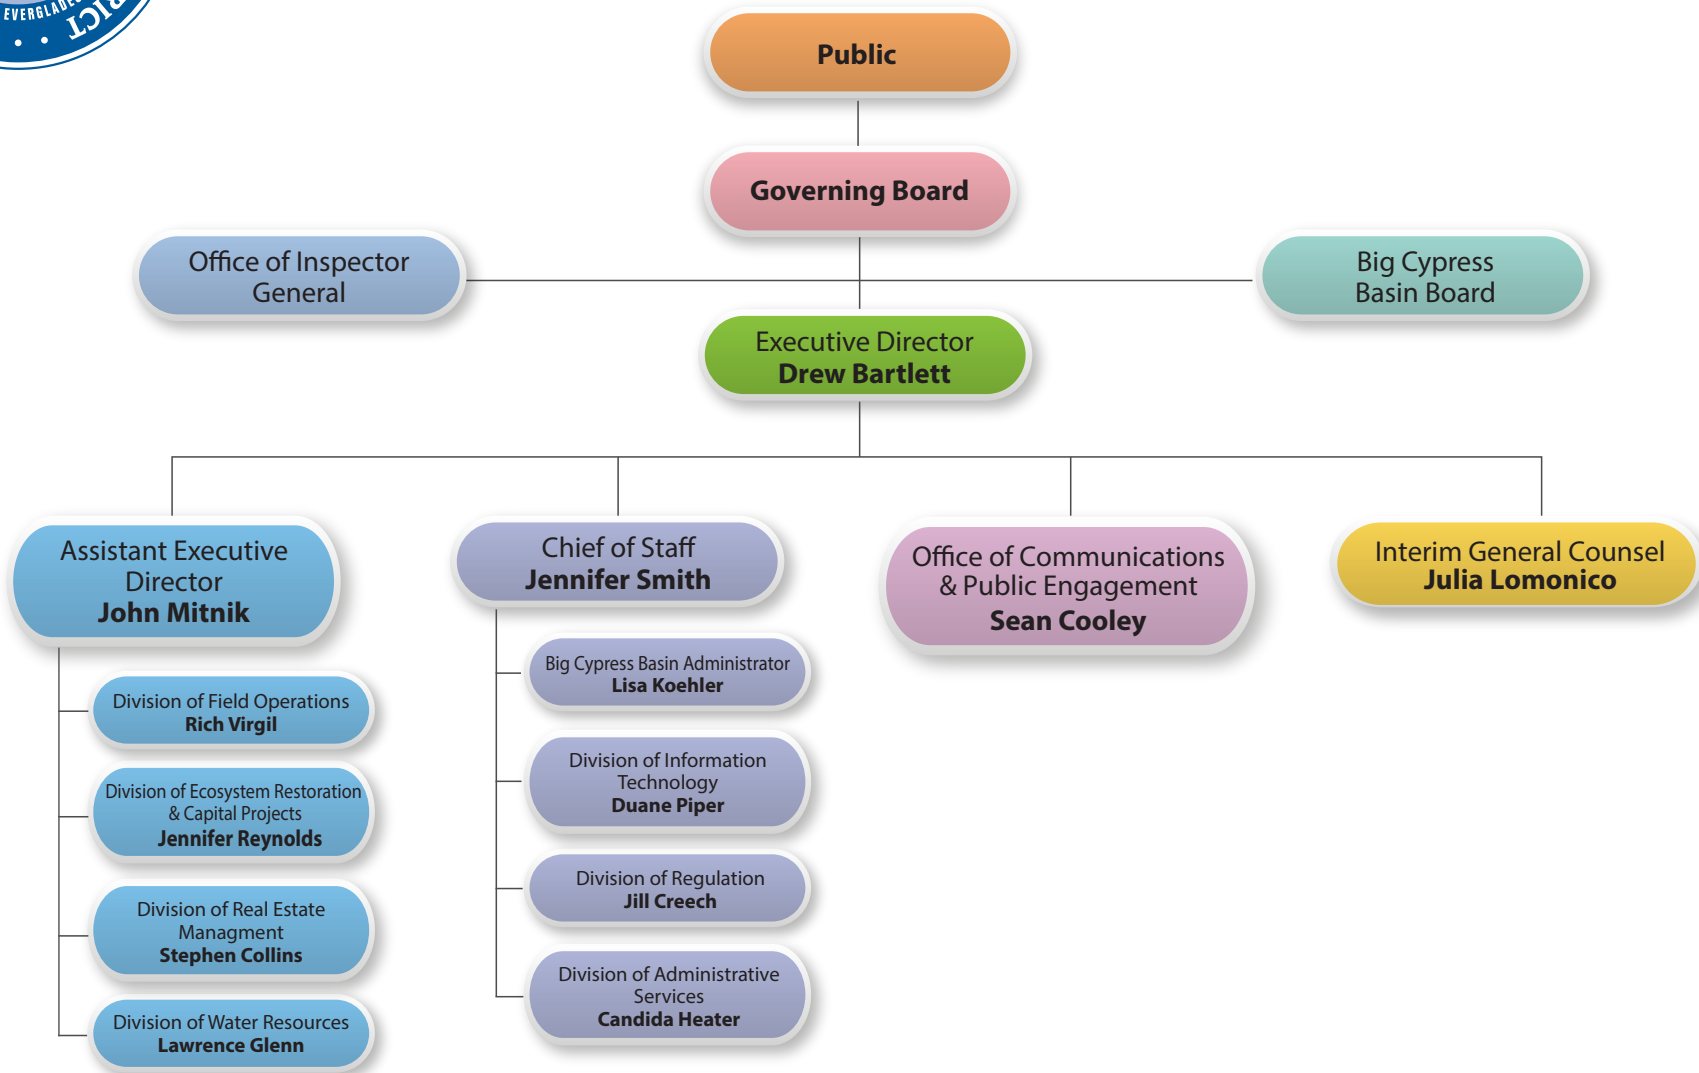 EVERGLADES
RICT
Public
Governing Board
Office of Inspector
General
Big Cypress
Basin Board
Executive Director
Drew Bartlett
Assistant Executive
Director
John Mitnik
Chief of Staff
Jennifer Smith
Office of Communications
& Public Engagement
Sean Cooley
Interim General Counsel
Julia Lomonico
Division of Field Operations
Rich Virgil
Division of Ecosystem Restoration
& Capital Projects
Jennifer Reynolds
Division of Real Estate
Managment
Stephen Collins
Division of Water Resources
Lawrence Glenn
Big Cypress Basin Administrator
Lisa Koehler
Division of Information
Technology
Duane Piper
Division of Regulation
Jill Creech
Division of Administrative
Services
Candida Heater